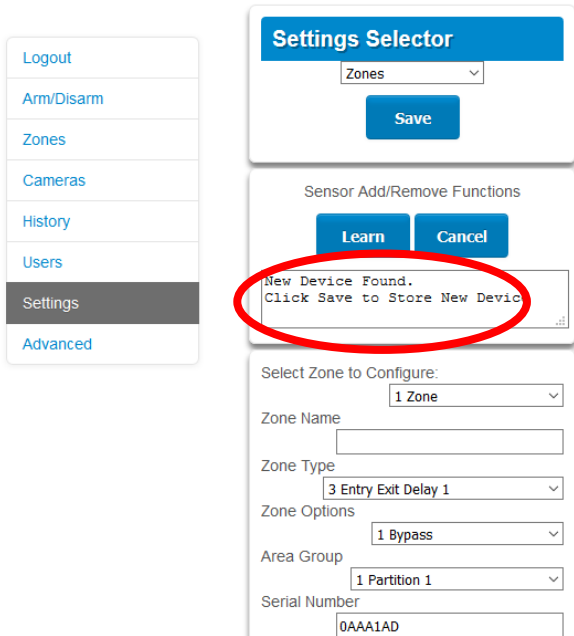 Logout
Arm/Disarm
Zones
Cameras
History
Users
Settings
Advanced
Settings Selector
Zones
Save
Sensor Add/Remove Functions
Learn Cancel
New Device Found.
Click Save to Store New Devic
Select Zone to Configure:
1 Zone
Zone Name
Zone Type
3 Entry Exit Delay 1
Zone Options
1 Bypass
Area Group
1 Partition 1
Serial Number
0AAA1AD